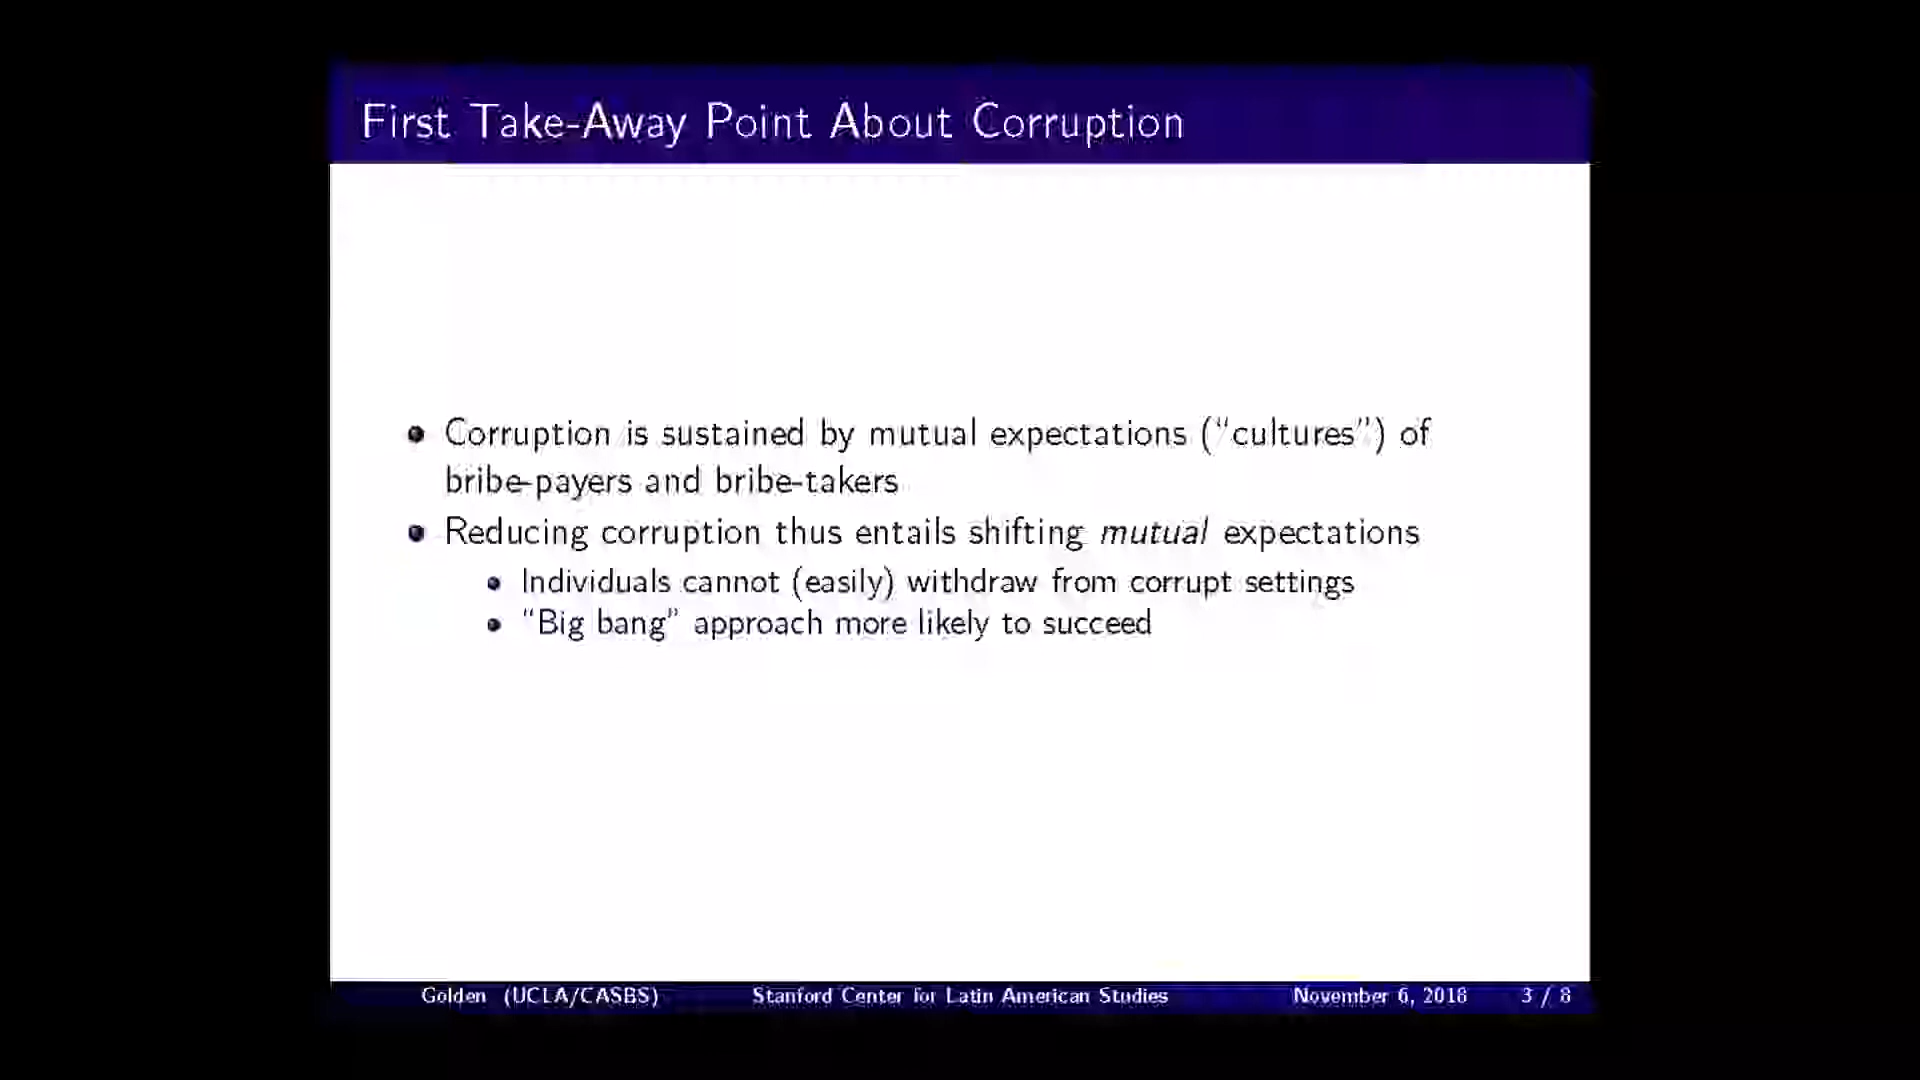 First Take-Away Point About Corruption
• Corruption is sustained by mutual expectations (“cultures”) of
bribe-payers and bribe-takers
• Reducing corruption thus entails shifting mutual expectations
• Individuals cannot (easily) withdraw from corrupt settings
• “Big bang” approach more likely to succeed
Golden (UCLA/CASBS) Stanford Center for Latin American Studies November 6, 2018 3 / 8